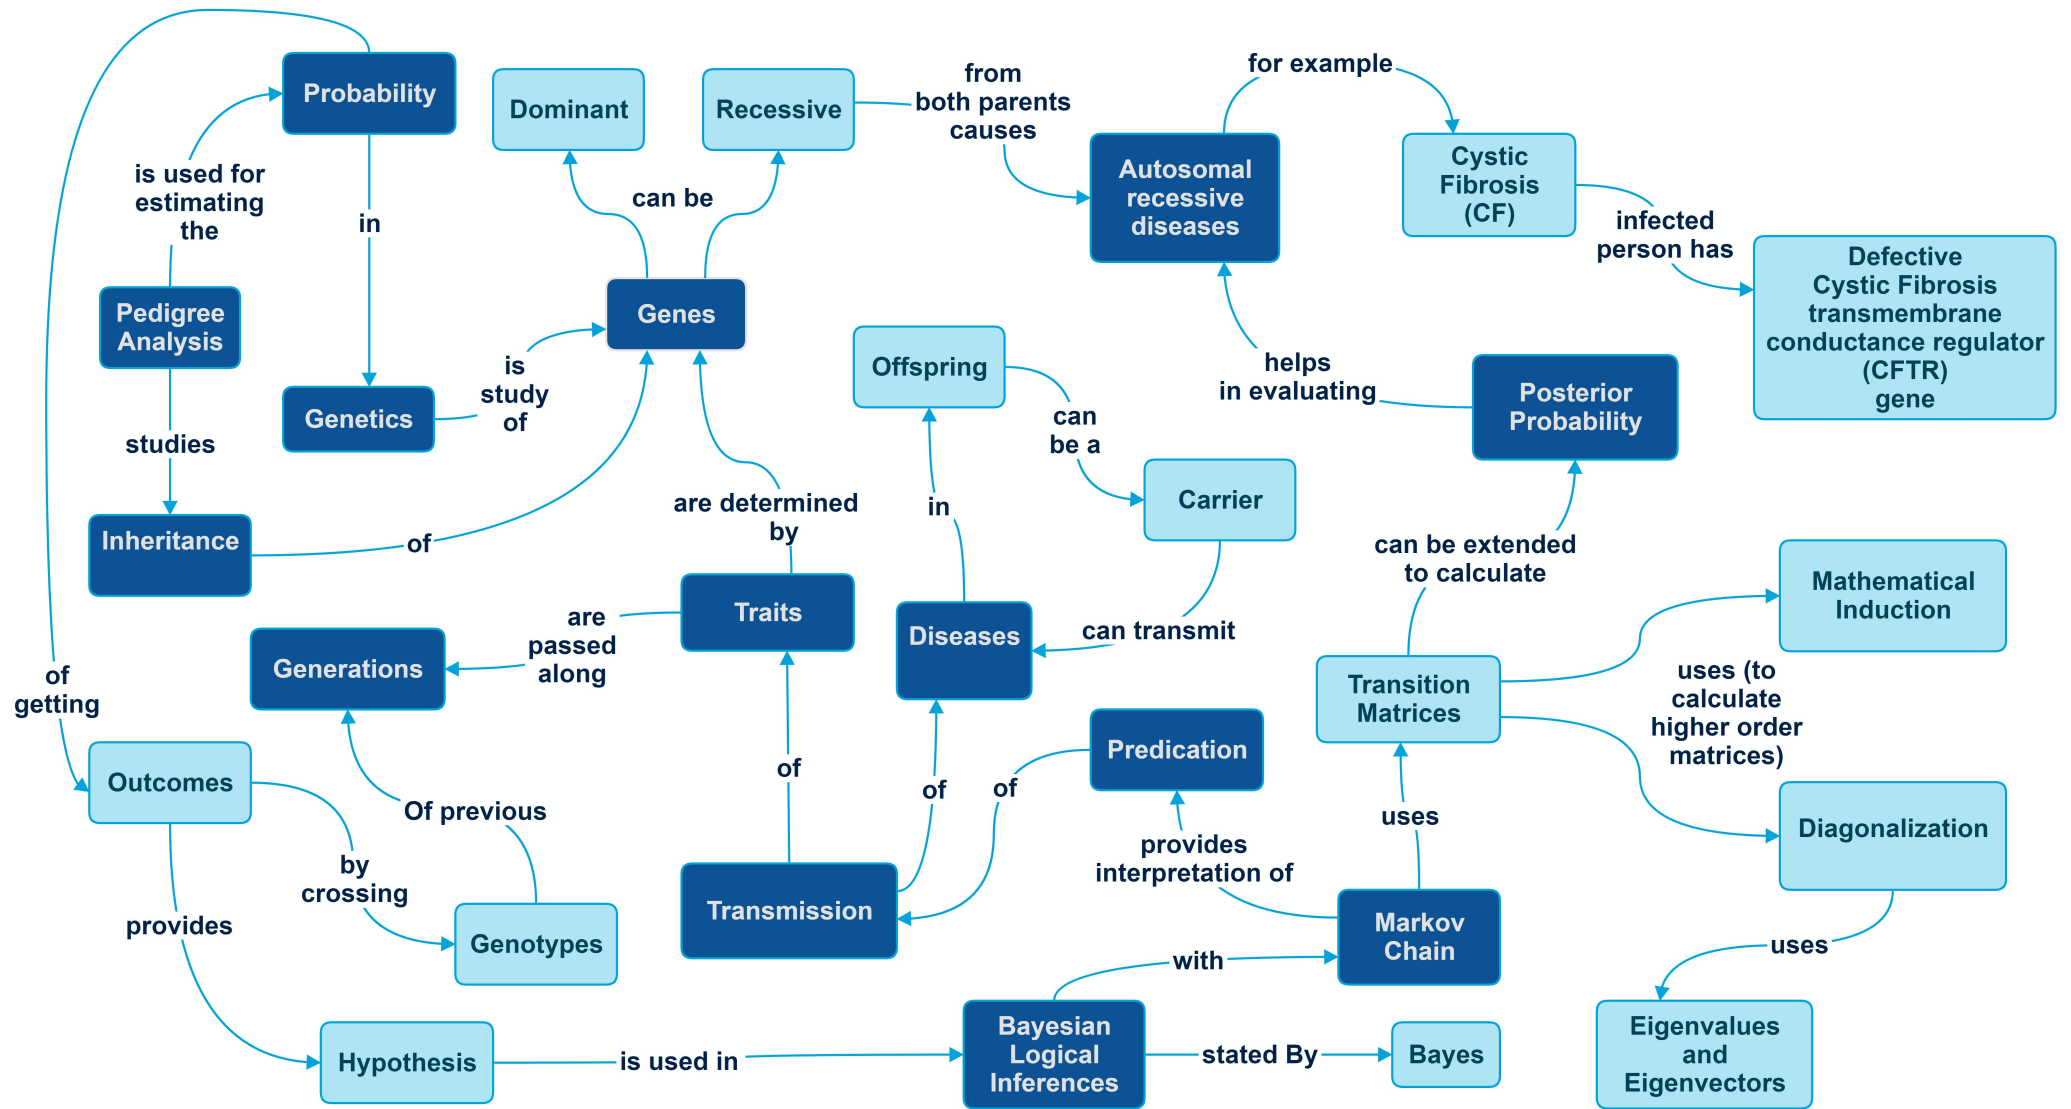 Probability
is used for
estimating
the
in
Pedigree
Analysis
studies
Inheritance
of
Genetics
is
study
of
Genes
can be
Dominant
Recessive
from
both parents
causes
Autosomal
recessive
diseases
for example
Cystic
Fibrosis
(CF)
infected
person has
Defective
Cystic Fibrosis
transmembrane
conductance regulator
(CFTR)
gene
helps
in evaluating
Posterior
Probability
Offspring
can
be a
Carrier
in
can transmit
Diseases
are determined
by
Traits
are
passed
along
Generations
of
getting
Outcomes
Of previous
by
crossing
Genotypes
provides
Hypothesis
is used in
of
Transmission
of
of
Predication
provides
interpretation of
can be extended
to calculate
Transition
Matrices
uses
Markov
Chain
with
Bayesian
Logical
Inferences
stated By
Bayes
Mathematical
Induction
uses (to
calculate
higher order
matrices)
Diagonalization
uses
Eigenvalues
and
Eigenvectors